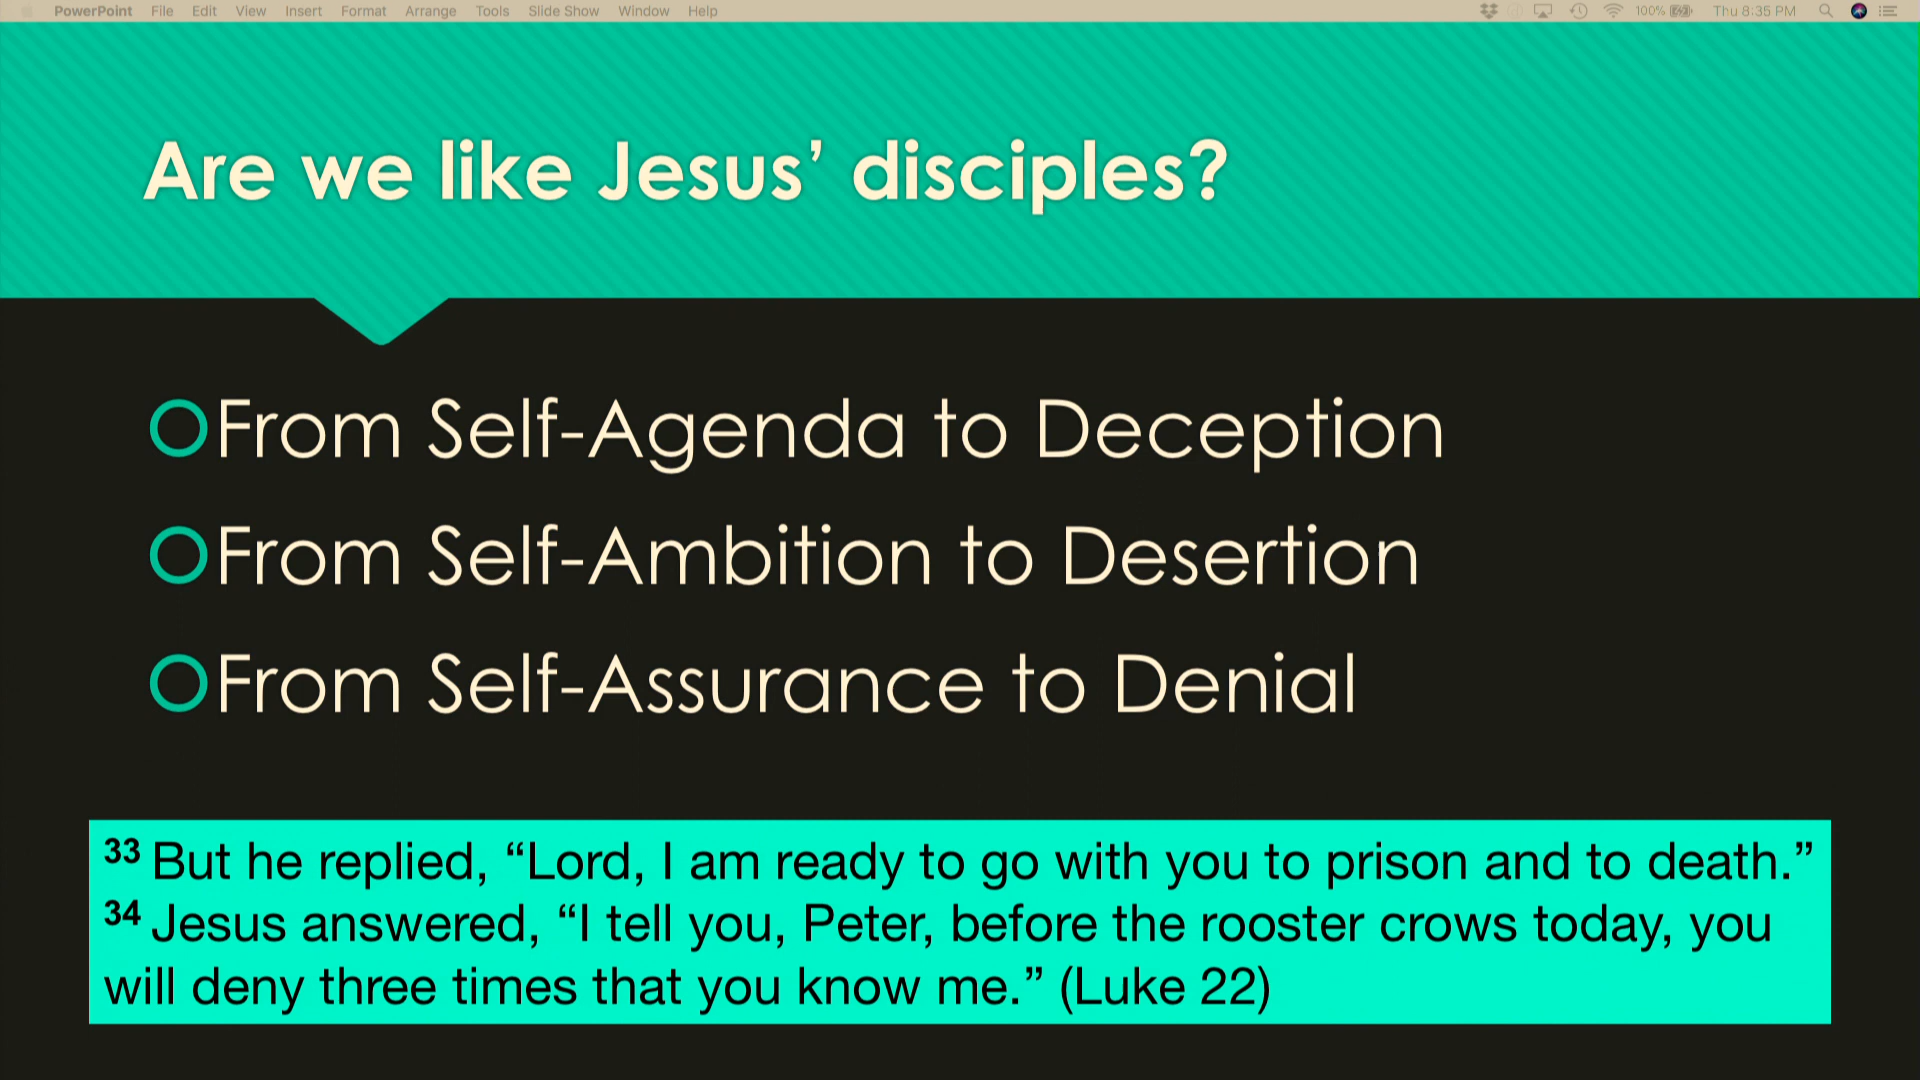 PowerPoint File Edit View Insert Format Arrange Tools Slide Show Window Help 100% Thu 8:35 PM
Are we like Jesus’ disciples?
From Self-Agenda to Deception
From Self-Ambition to Desertion
From Self-Assurance to Denial
33 But he replied, “Lord, I am ready to go with you to prison and to death.”
34 Jesus answered, “I tell you, Peter, before the rooster crows today, you
will deny three times that you know me.” (Luke 22)